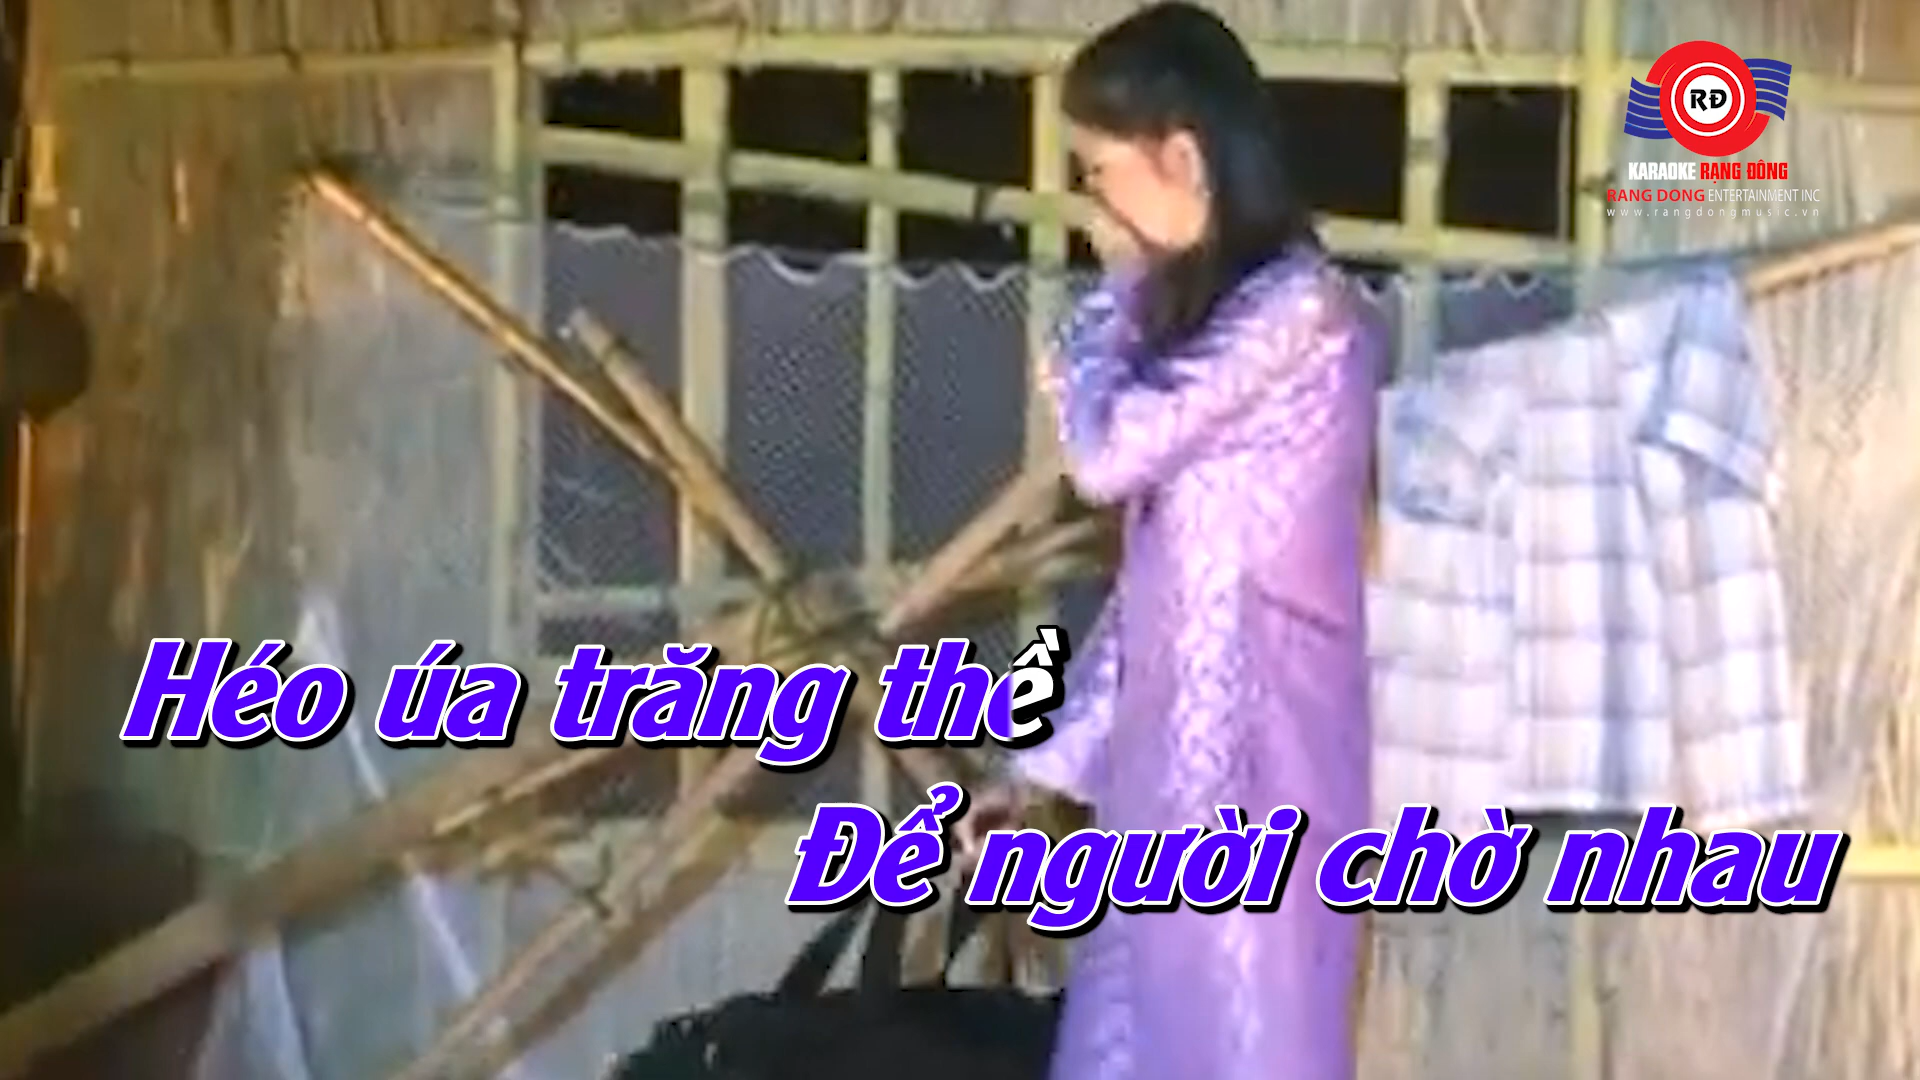 RĐ
KARAOKE RẠNG ĐÔNG
RANG DONG ENTERTAINMENT INC
www.rangdongmusic.vn
Héo úa trăng thề
Để người chờ nhau